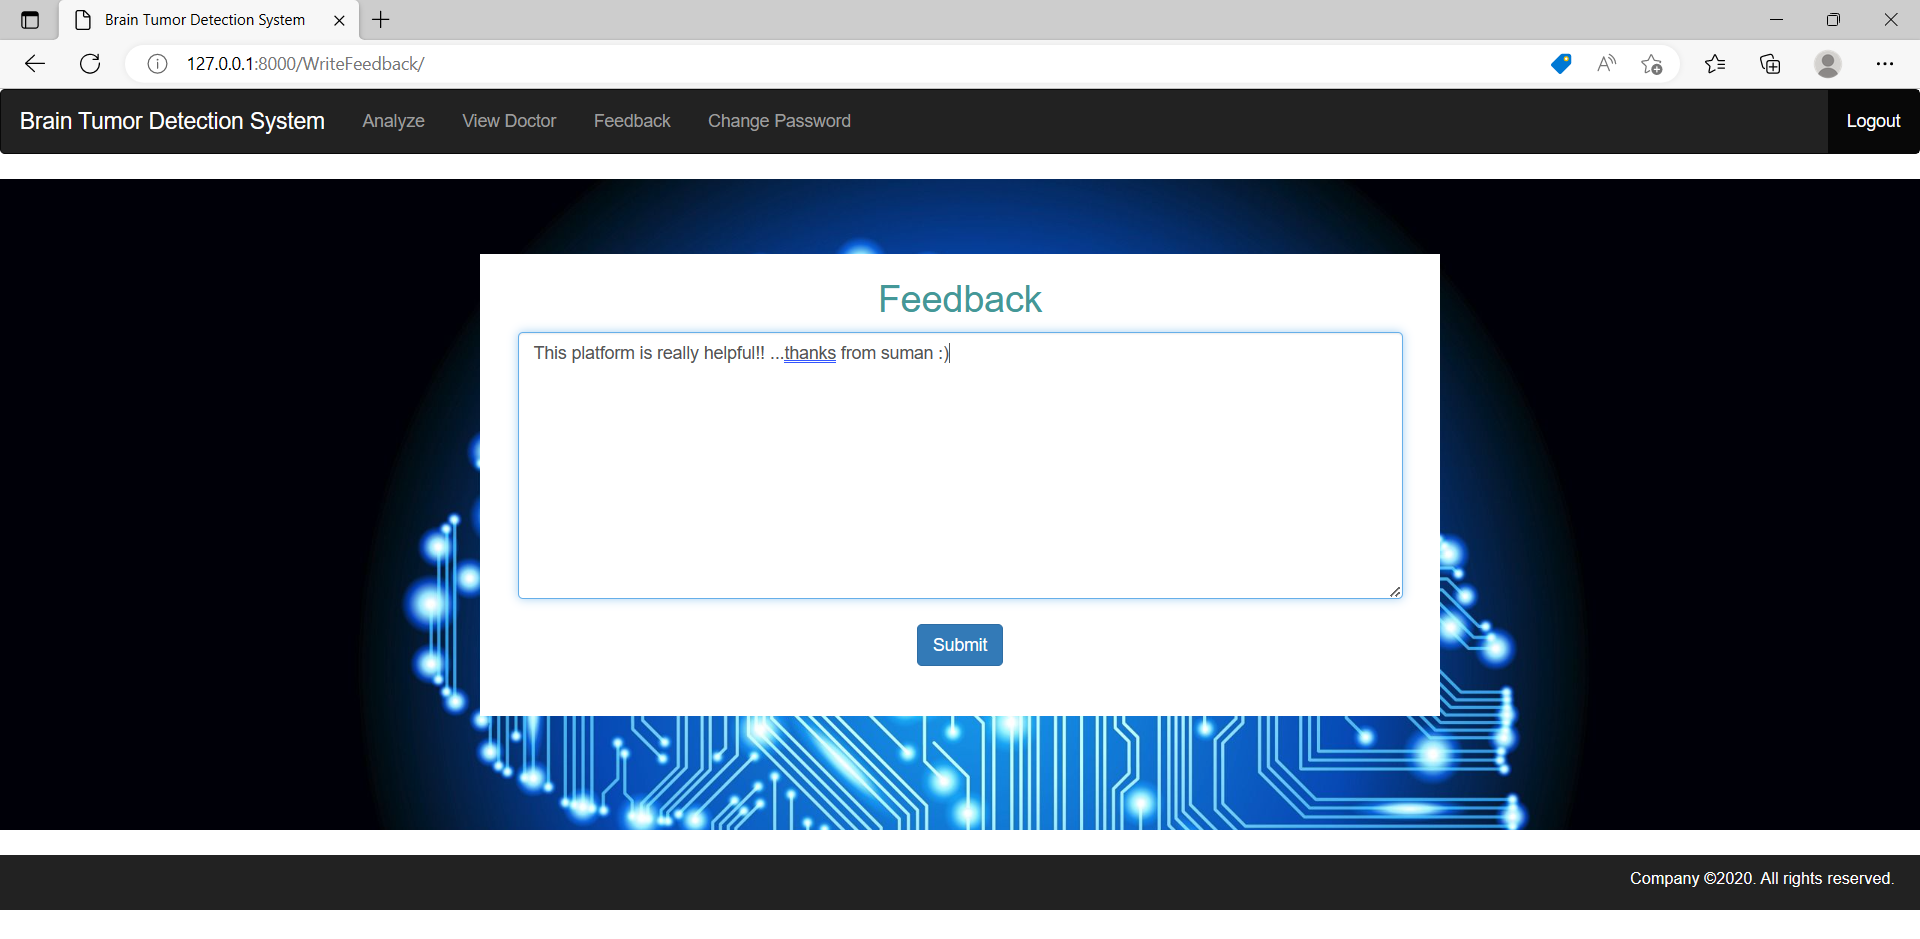 Brain Tumor Detection System
127.0.0.1:8000/WriteFeedback/
Brain Tumor Detection System Analyze View Doctor Feedback Change Password Logout
Feedback
This platform is really helpful!! ...thanks from suman :)
Submit
Company ©2020. All rights reserved.